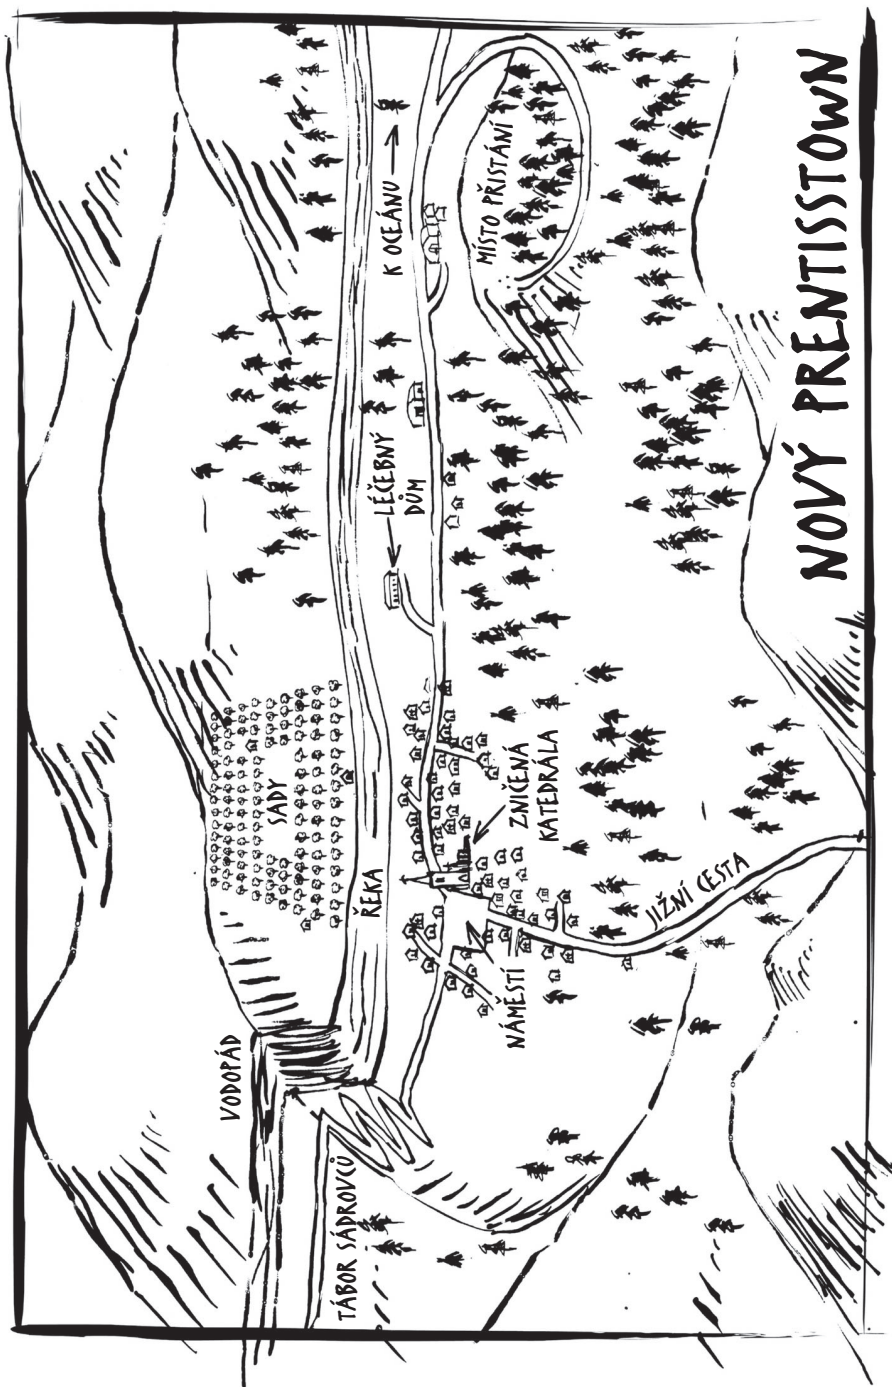 VODOPÁD
TÁBOR SÁDROVCŮ
SADY
ŘEKA
LÉČEBNÝ
DŮM
K OCEÁNU
MÍSTO PŘISTÁNÍ
NÁMĚSTÍ
ZNIČENÁ
KATEDRÁLA
JIŽNÍ CESTA
NOVÝ PRENTISSTOWN